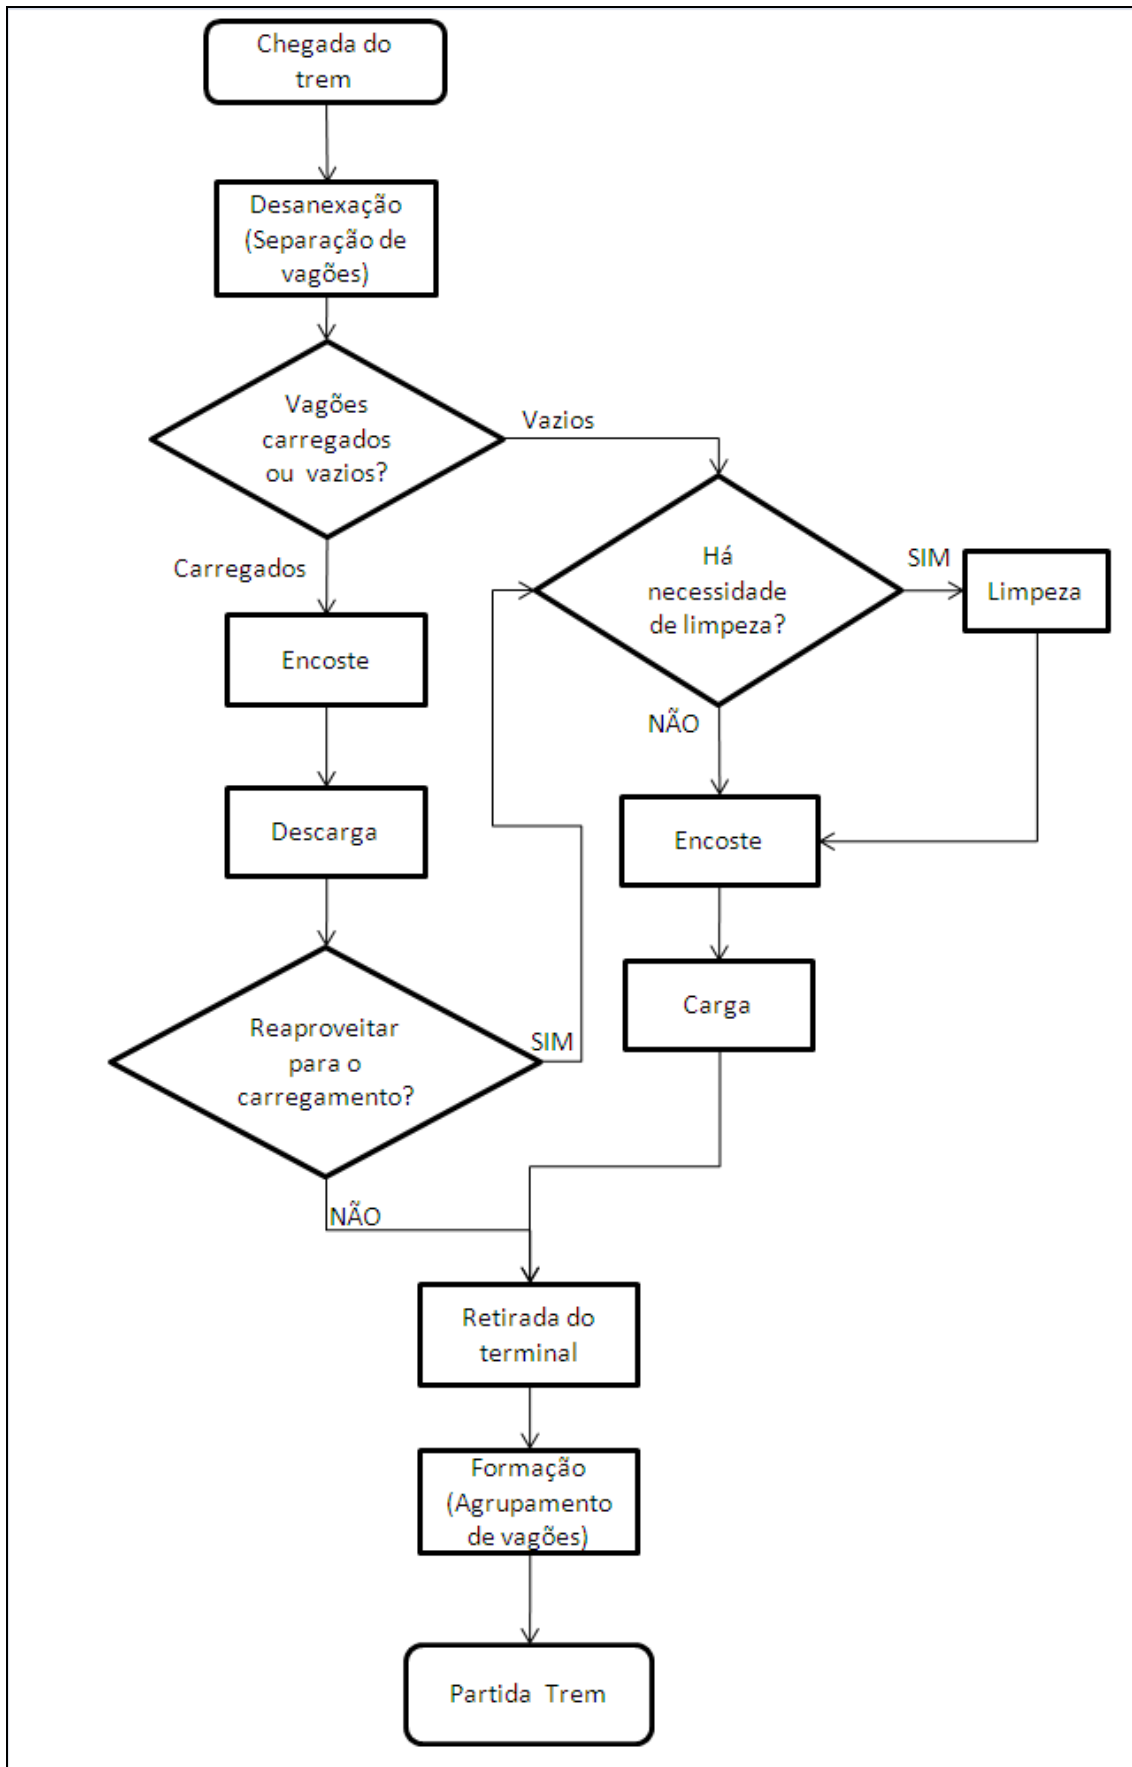 Chegada do
trem
Desanexação
(Separação de
vagões)
Vagões
carregados
ou vazios?
Vazios
Carregados
Há
necessidade
de limpeza?
SIM
Limpeza
NÃO
Encoste
Descarga
Encoste
Carga
Reaproveitar
para o
carregamento?
SIM
NÃO
Retirada do
terminal
Formação
(Agrupamento
de vagões)
Partida Trem